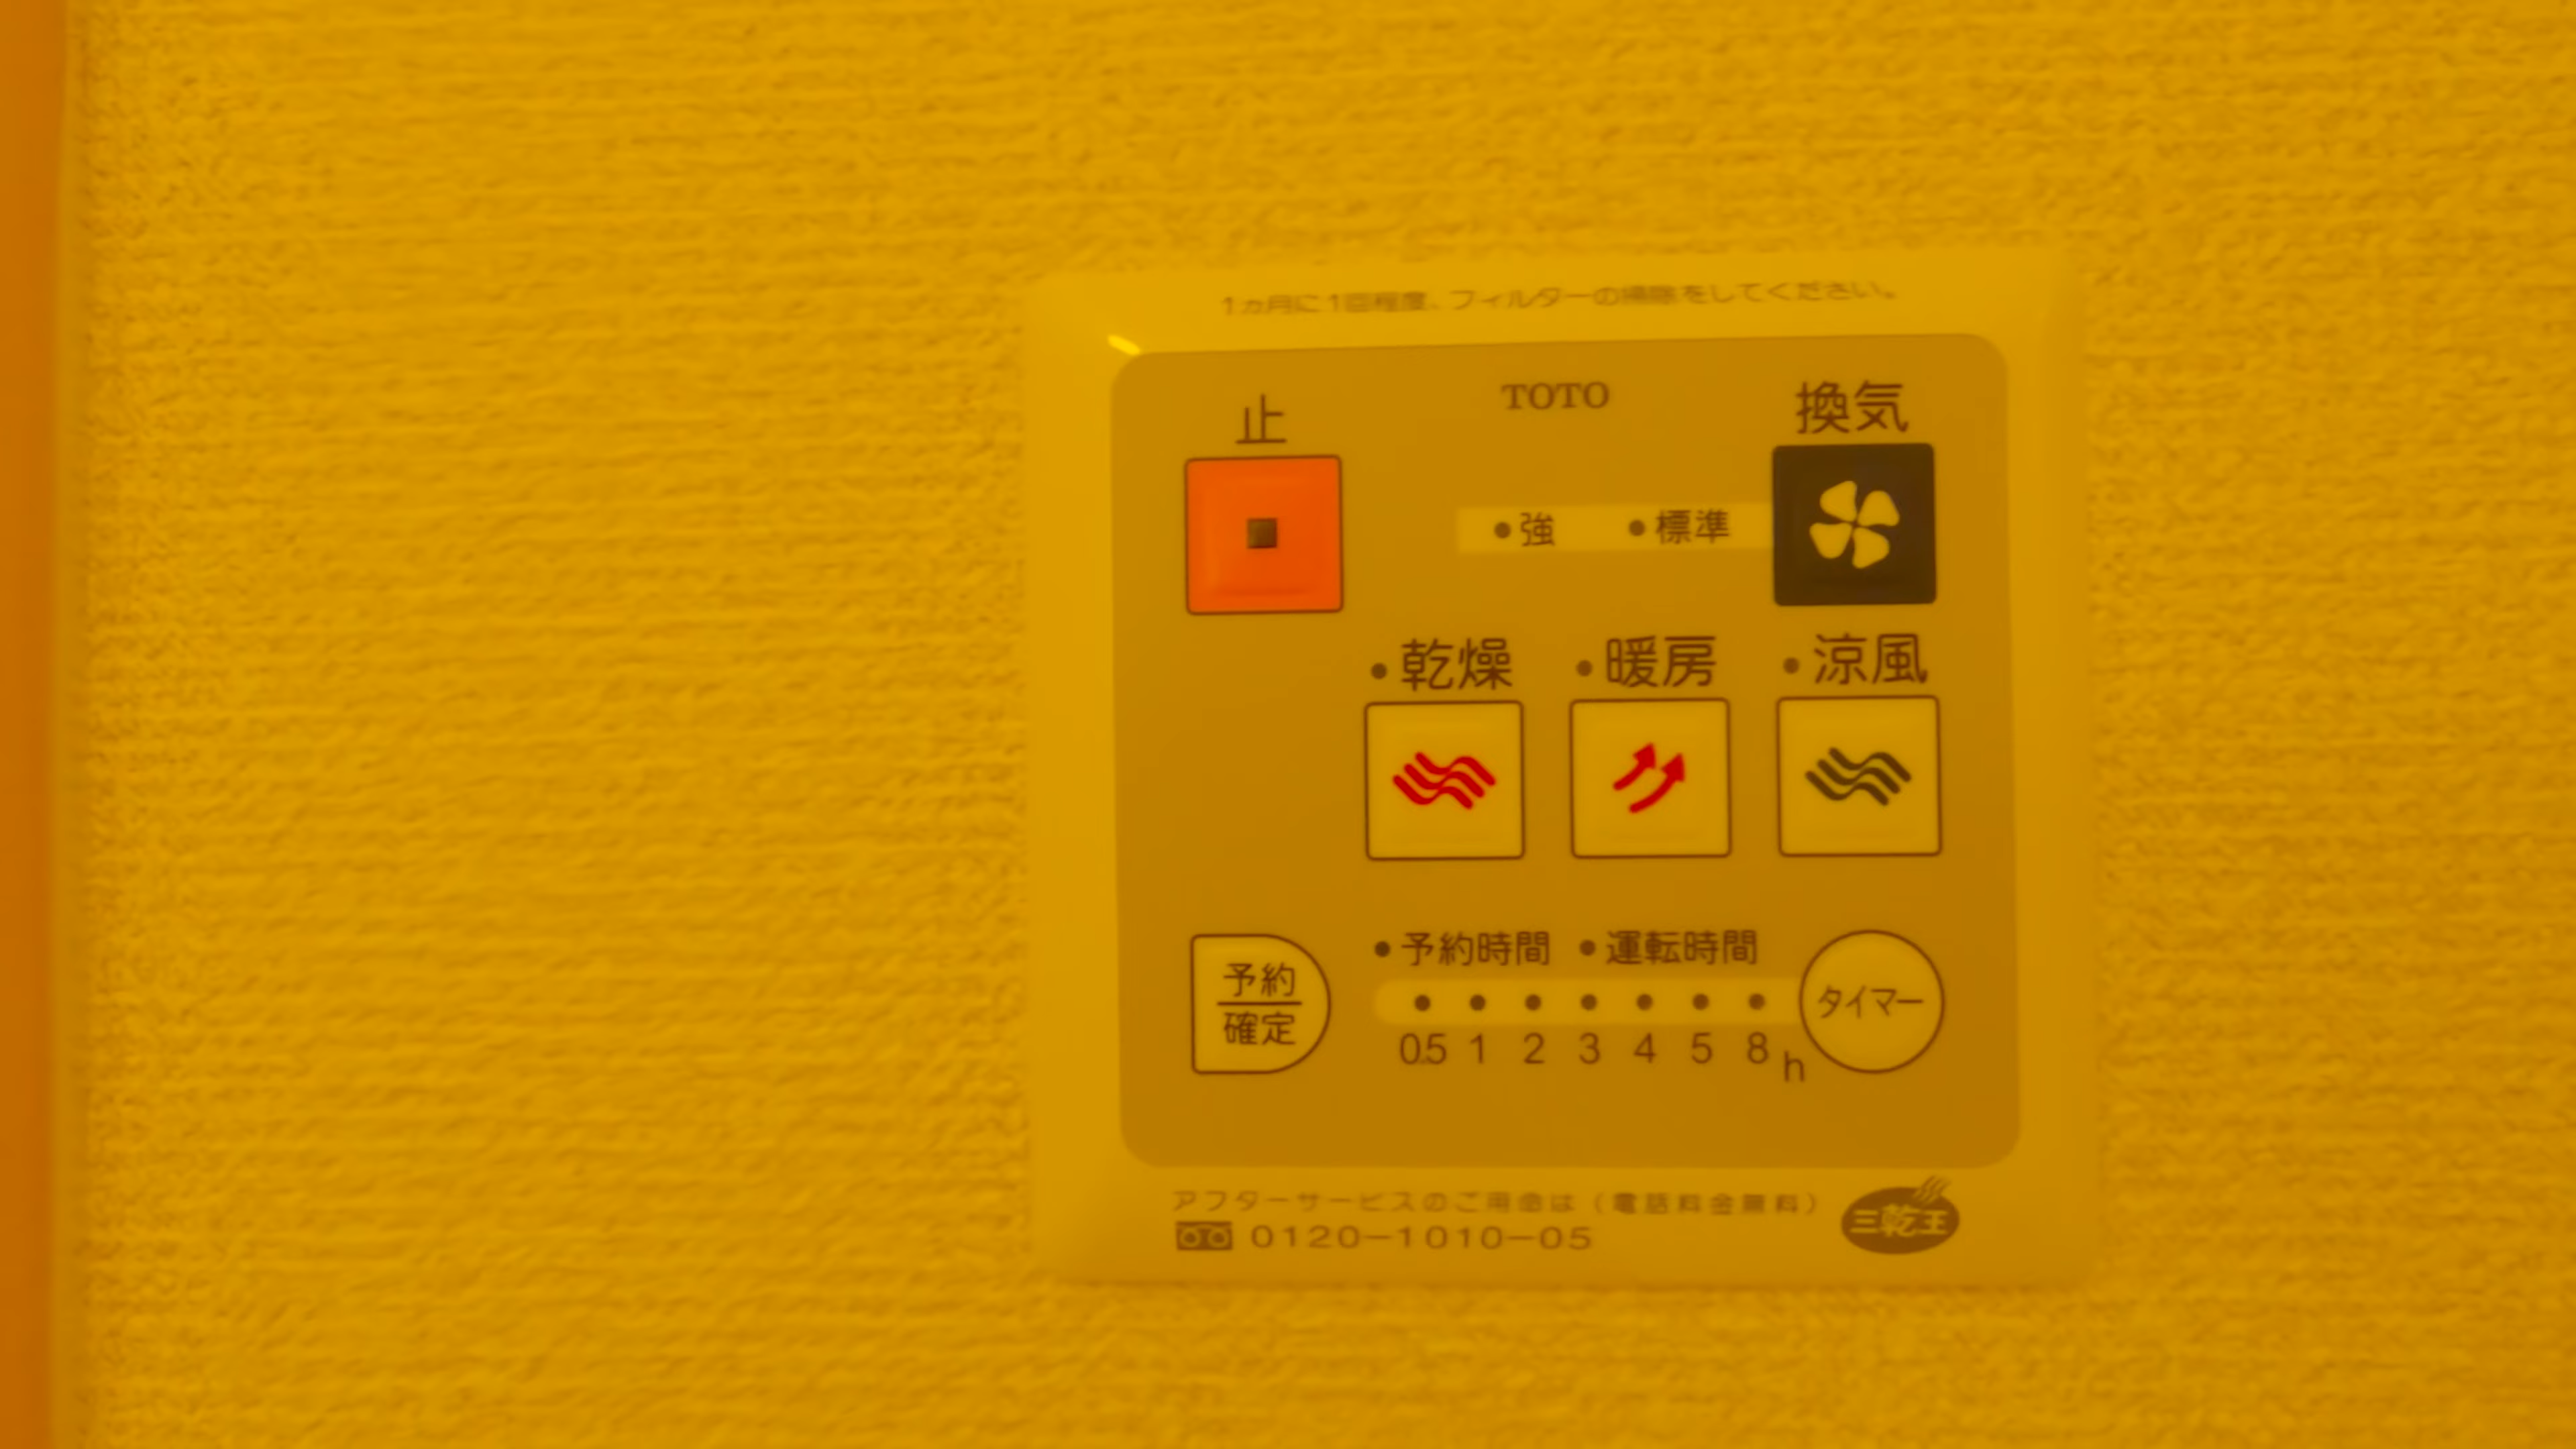 1ヵ月に1回程度、フィルターの掃除をしてください。
TOTO
止
換気
強
標準
乾燥
暖房
涼風
予約時間
運転時間
予約
確定
タイマー
0.5 1 2 3 4 5 8 h
アフターサービスのご用命は（電話料金無料）
0120-1010-05
三乾王